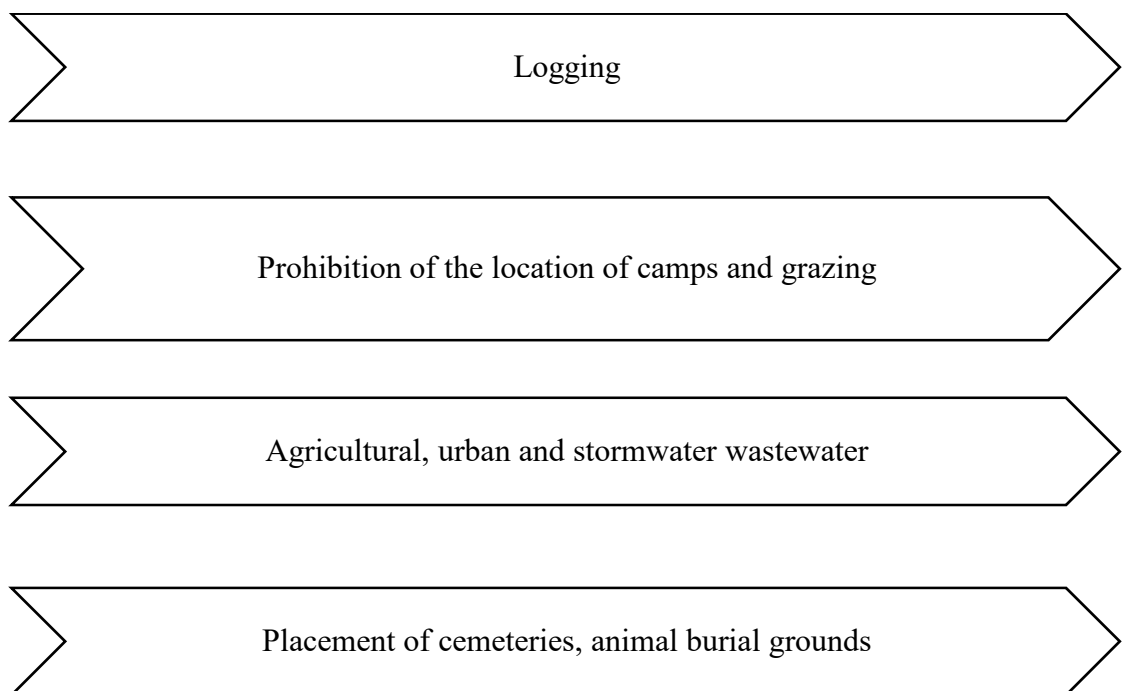 Logging
Prohibition of the location of camps and grazing
Agricultural, urban and stormwater wastewater
Placement of cemeteries, animal burial grounds